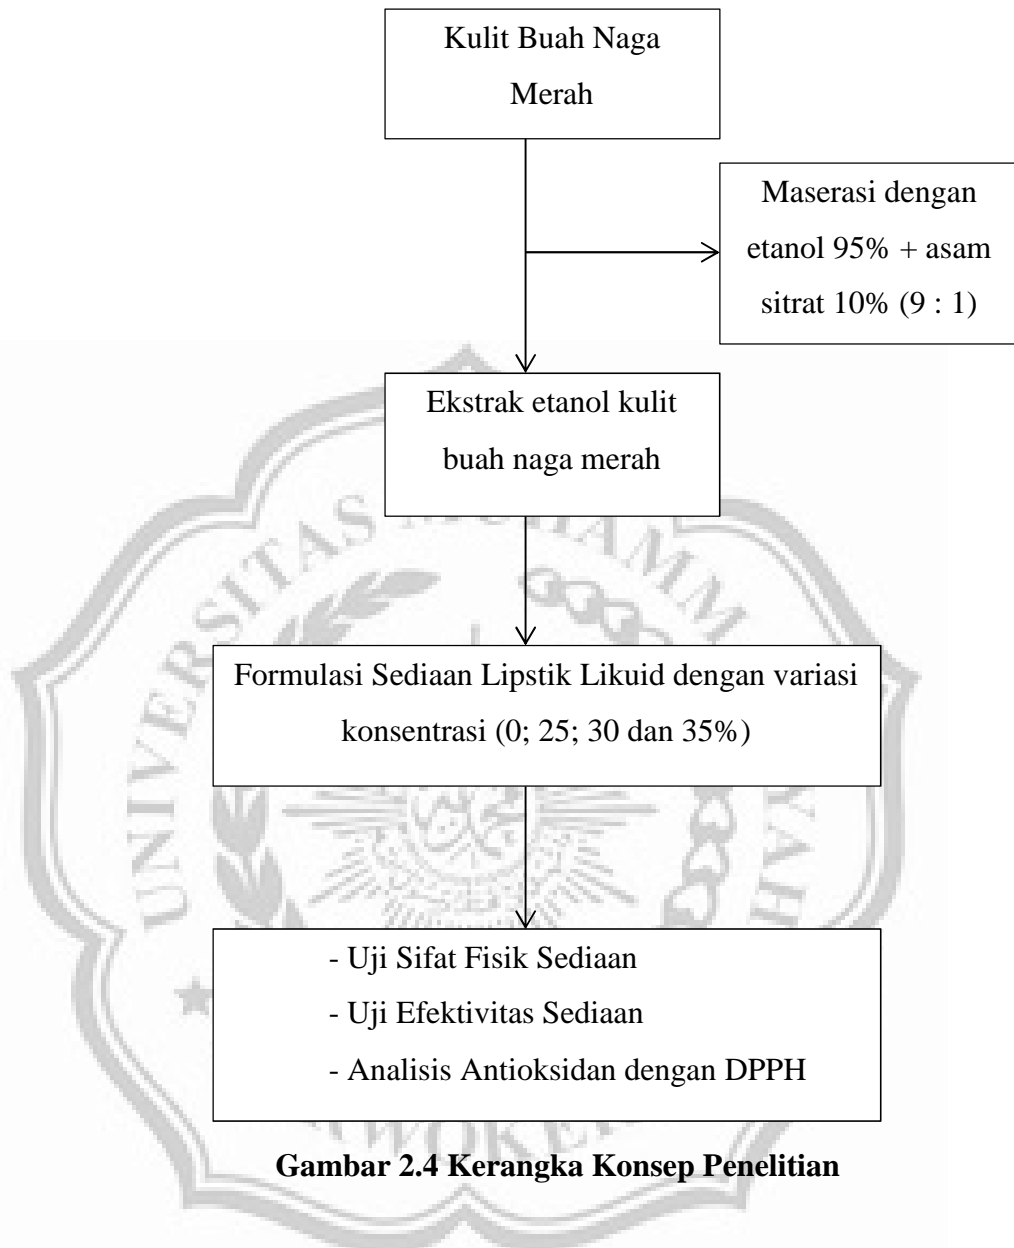 Kulit Buah Naga
Merah
Maserasi dengan
etanol 95% + asam
sitrat 10% (9 : 1)
Ekstrak etanol kulit
buah naga merah
Formulasi Sediaan Lipstik Likuid dengan variasi
konsentrasi (0; 25; 30 dan 35%)
- Uji Sifat Fisik Sediaan
- Uji Efektivitas Sediaan
- Analisis Antioksidan dengan DPPH
Gambar 2.4 Kerangka Konsep Penelitian
UNIVERSITAS